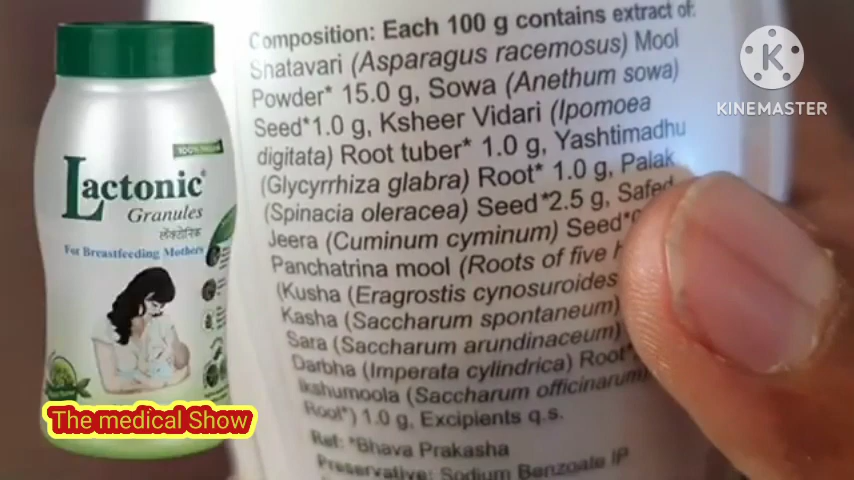 Composition: Each 100 g contains extract of:
Shatavari (Asparagus racemosus) Mool
Powder* 15.0 g, Sowa (Anethum sowa)
Seed*1.0 g, Ksheer Vidari (Ipomoea
digitata) Root tuber* 1.0 g, Yashtimadhu
(Glycyrrhiza glabra) Root* 1.0 g, Palak
(Spinacia oleracea) Seed*2.5 g, Safed
Jeera (Cuminum cyminum) Seed*
Panchatrina mool (Roots of five
(Kusha (Eragrostis cynosuroides
Kasha (Saccharum spontaneum)
Sara (Saccharum arundinaceum)
Darbha (Imperata cylindrica) Root*
Ikshumoola (Saccharum officinarum)
Root*) 1.0 g, Excipients q.s.
Ref: *Bhava Prakasha
Preservative: Sodium Benzoate IP
Lactonic®
Granules
लॅक्टोनिक
For Breastfeeding Mothers
The medical Show
K
KINEMASTER